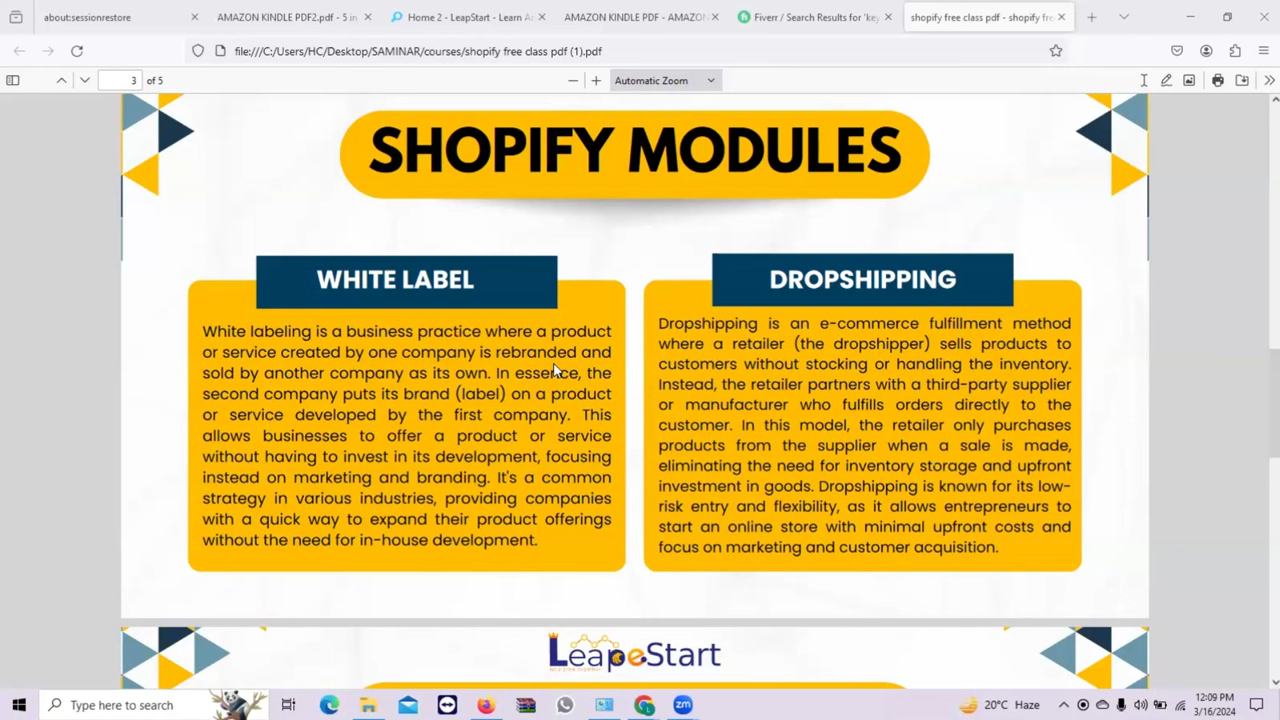 about:sessionrestore
AMAZON KINDLE PDF2.pdf - 5 in
Home 2 - LeapStart - Learn A
AMAZON KINDLE PDF - AMAZON
Fiverr / Search Results for 'key
shopify free class pdf - shopify fre
file:///C:/Users/HC/Desktop/SAMINAR/courses/shopify free class pdf (1).pdf
3 of 5
Automatic Zoom
SHOPIFY MODULES
WHITE LABEL
White labeling is a business practice where a product
or service created by one company is rebranded and
sold by another company as its own. In essence, the
second company puts its brand (label) on a product
or service developed by the first company. This
allows businesses to offer a product or service
without having to invest in its development, focusing
instead on marketing and branding. It's a common
strategy in various industries, providing companies
with a quick way to expand their product offerings
without the need for in-house development.
DROPSHIPPING
Dropshipping is an e-commerce fulfillment method
where a retailer (the dropshipper) sells products to
customers without stocking or handling the inventory.
Instead, the retailer partners with a third-party supplier
or manufacturer who fulfills orders directly to the
customer. In this model, the retailer only purchases
products from the supplier when a sale is made,
eliminating the need for inventory storage and upfront
investment in goods. Dropshipping is known for its low-
risk entry and flexibility, as it allows entrepreneurs to
start an online store with minimal upfront costs and
focus on marketing and customer acquisition.
LeapeStart
Type here to search
20°C Haze
12:09 PM
3/16/2024